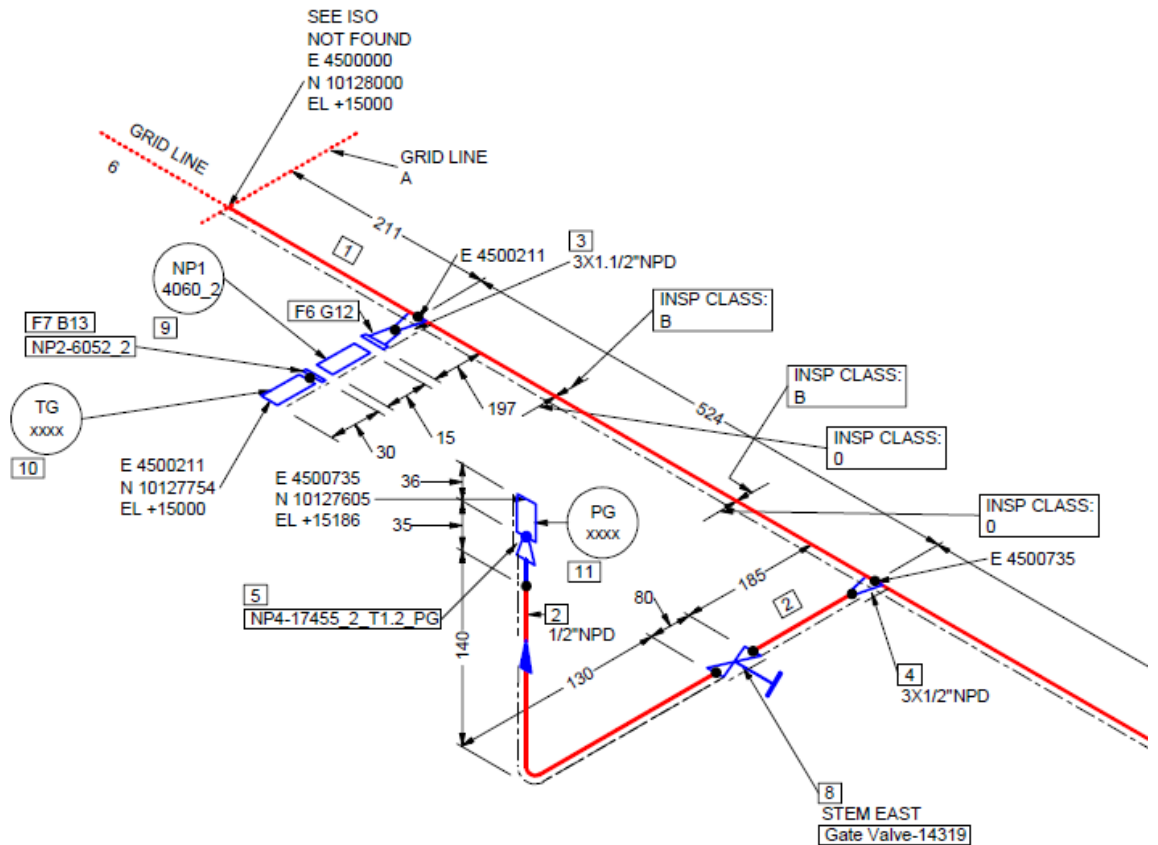 SEE ISO
NOT FOUND
E 4500000
N 10128000
EL +15000
GRID LINE
6
GRID LINE
A
211
1
E 4500211
3
3X1.1/2"NPD
NP1
4060_2
9
F6 G12
INSP CLASS:
B
F7 B13
NP2-6052_2
TG
xxxx
10
197
15
30
524
INSP CLASS:
B
INSP CLASS:
0
INSP CLASS:
0
E 4500211
N 10127754
EL +15000
E 4500735
N 10127605
EL +15186
36
35
PG
xxxx
11
E 4500735
185
80
2
5
NP4-17455_2_T1.2_PG
2
1/2"NPD
140
130
4
3X1/2"NPD
8
STEM EAST
Gate Valve-14319